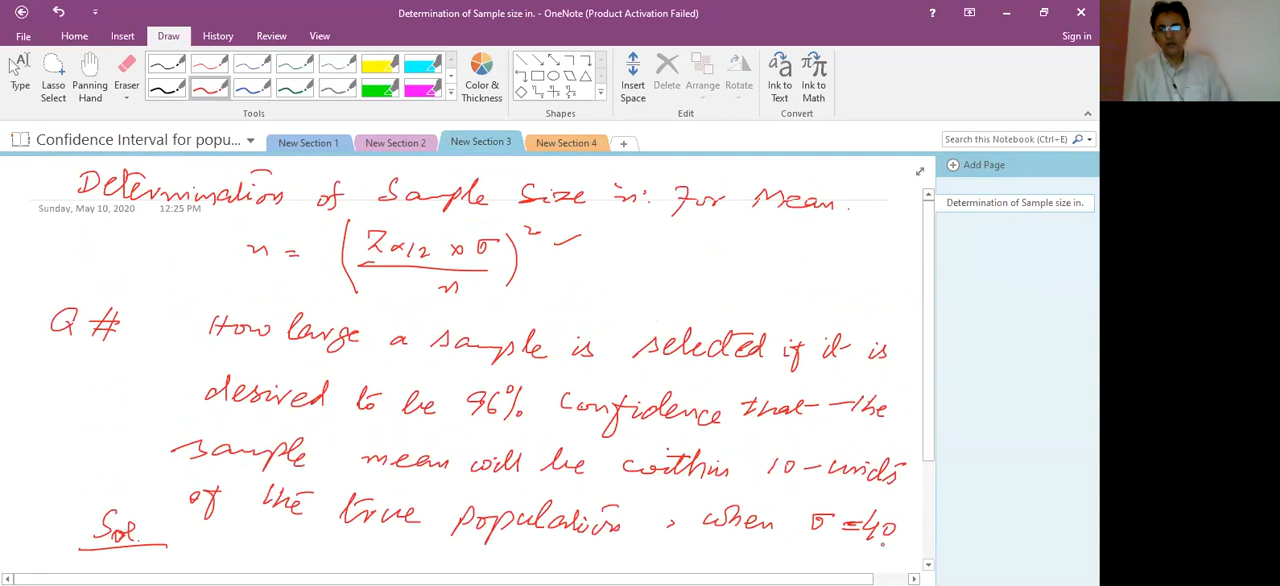 Determination of Sample size in. - OneNote (Product Activation Failed)
File Home Insert Draw History Review View Sign in
Type Lasso Select Panning Hand Eraser Color & Thickness Insert Space Delete Arrange Rotate Ink to Text Ink to Math
Tools Shapes Edit Convert
Confidence Interval for popu... New Section 1 New Section 2 New Section 3 New Section 4 Search this Notebook (Ctrl+E)
Add Page
Determination of Sample size in.
Determination of Sample Size 'n': For Mean.
Sunday, May 10, 2020 12:25 PM
n = (Zα/2 × σ / n)² ✓
Q # How large a sample is selected if it is
desired to be 96% confidence that the
sample mean will be within 10-units
of the true population, when σ = 40
Sol.